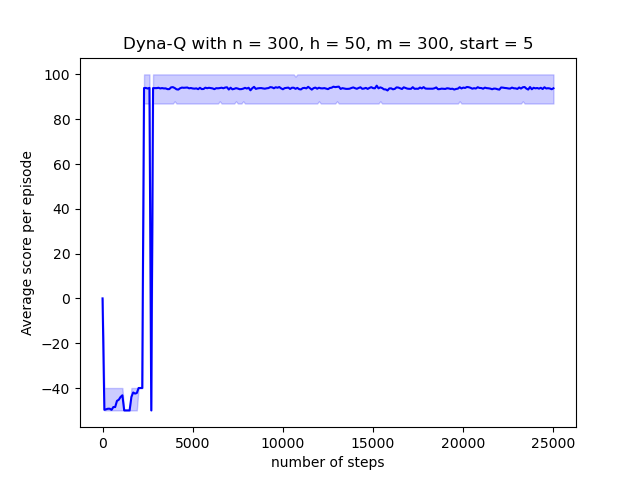 Dyna-Q with n = 300, h = 50, m = 300, start = 5
Average score per episode
100
80
60
40
20
0
−20
−40
0 5000 10000 15000 20000 25000
number of steps